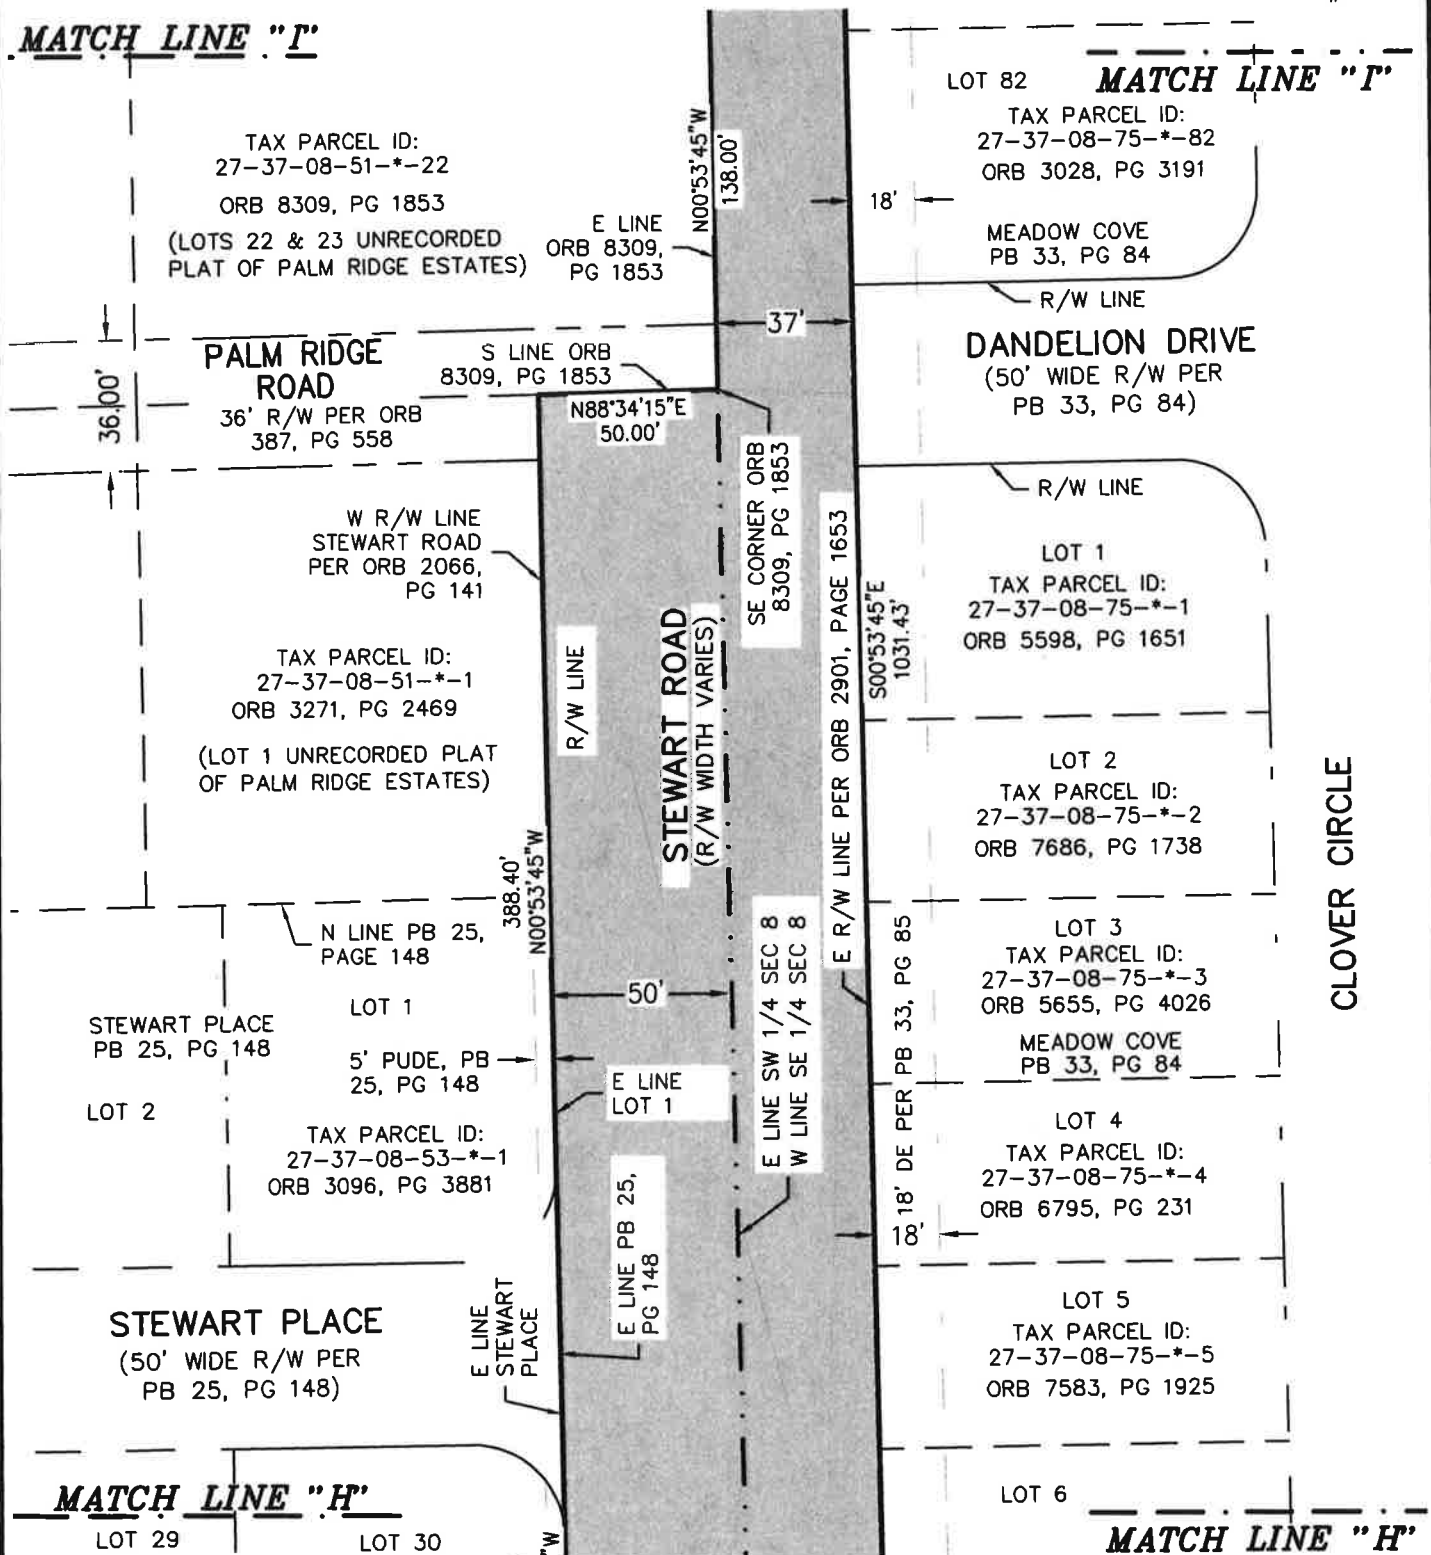 MATCH LINE "I"
MATCH LINE "I"
TAX PARCEL ID:
27-37-08-51-*-22
ORB 8309, PG 1853
(LOTS 22 & 23 UNRECORDED
PLAT OF PALM RIDGE ESTATES)
E LINE
ORB 8309,
PG 1853
N00°53'45"W
138.00'
18'
LOT 82
TAX PARCEL ID:
27-37-08-75-*-82
ORB 3028, PG 3191
MEADOW COVE
PB 33, PG 84
R/W LINE
37'
36.00'
PALM RIDGE
ROAD
36' R/W PER ORB
387, PG 558
S LINE ORB
8309, PG 1853
N88°34'15"E
50.00'
DANDELION DRIVE
(50' WIDE R/W PER
PB 33, PG 84)
R/W LINE
SE CORNER ORB
8309, PG 1853
W R/W LINE
STEWART ROAD
PER ORB 2066,
PG 141
R/W LINE
STEWART ROAD
(R/W WIDTH VARIES)
E R/W LINE PER ORB 2901, PAGE 1653
S00°53'45"E
1031.43'
LOT 1
TAX PARCEL ID:
27-37-08-75-*-1
ORB 5598, PG 1651
TAX PARCEL ID:
27-37-08-51-*-1
ORB 3271, PG 2469
(LOT 1 UNRECORDED PLAT
OF PALM RIDGE ESTATES)
LOT 2
TAX PARCEL ID:
27-37-08-75-*-2
ORB 7686, PG 1738
CLOVER CIRCLE
388.40'
N00°53'45"W
N LINE PB 25,
PAGE 148
LOT 3
TAX PARCEL ID:
27-37-08-75-*-3
ORB 5655, PG 4026
MEADOW COVE
PB 33, PG 84
STEWART PLACE
PB 25, PG 148
LOT 2
LOT 1
5' PUDE, PB
25, PG 148
50'
E LINE
LOT 1
E LINE SW 1/4 SEC 8
W LINE SE 1/4 SEC 8
18' DE PER PB 33, PG 85
18'
TAX PARCEL ID:
27-37-08-53-*-1
ORB 3096, PG 3881
LOT 4
TAX PARCEL ID:
27-37-08-75-*-4
ORB 6795, PG 231
E LINE PB 25,
PG 148
E LINE
STEWART
PLACE
STEWART PLACE
(50' WIDE R/W PER
PB 25, PG 148)
LOT 5
TAX PARCEL ID:
27-37-08-75-*-5
ORB 7583, PG 1925
MATCH LINE "H"
LOT 29
LOT 30
"W
LOT 6
MATCH LINE "H"